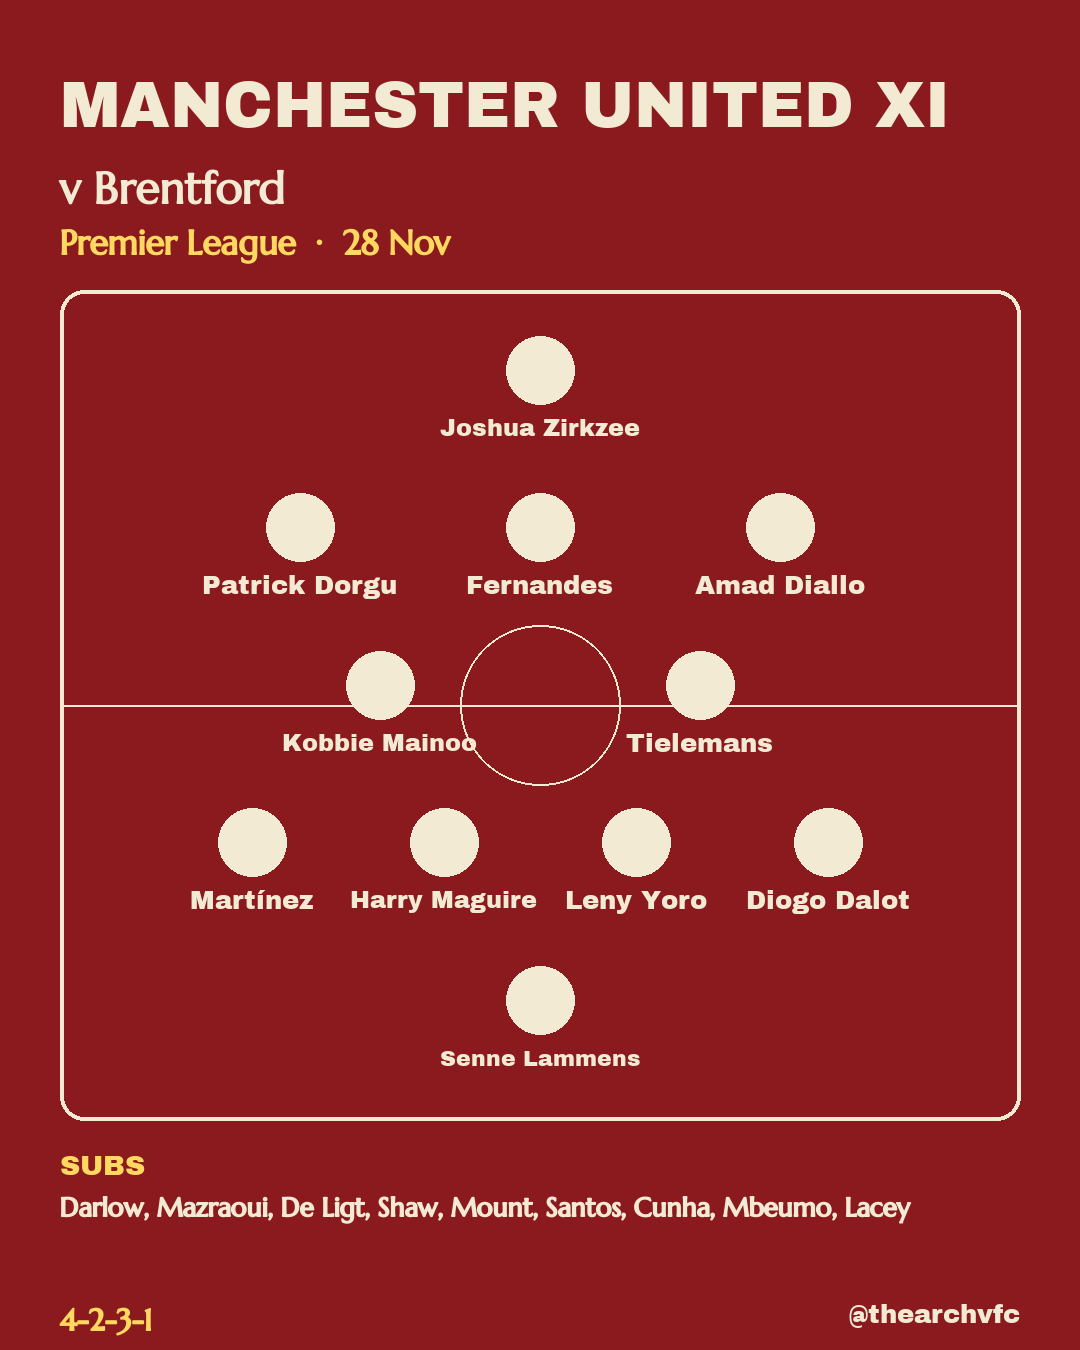 MANCHESTER UNITED XI
v Brentford
Premier League · 28 Nov
Joshua Zirkzee
Patrick Dorgu Fernandes Amad Diallo
Kobbie Mainoo Tielemans
Martínez Harry Maguire Leny Yoro Diogo Dalot
Senne Lammens
SUBS
Darlow, Mazraoui, De Ligt, Shaw, Mount, Santos, Cunha, Mbeumo, Lacey
4-2-3-1 @thearchvfc